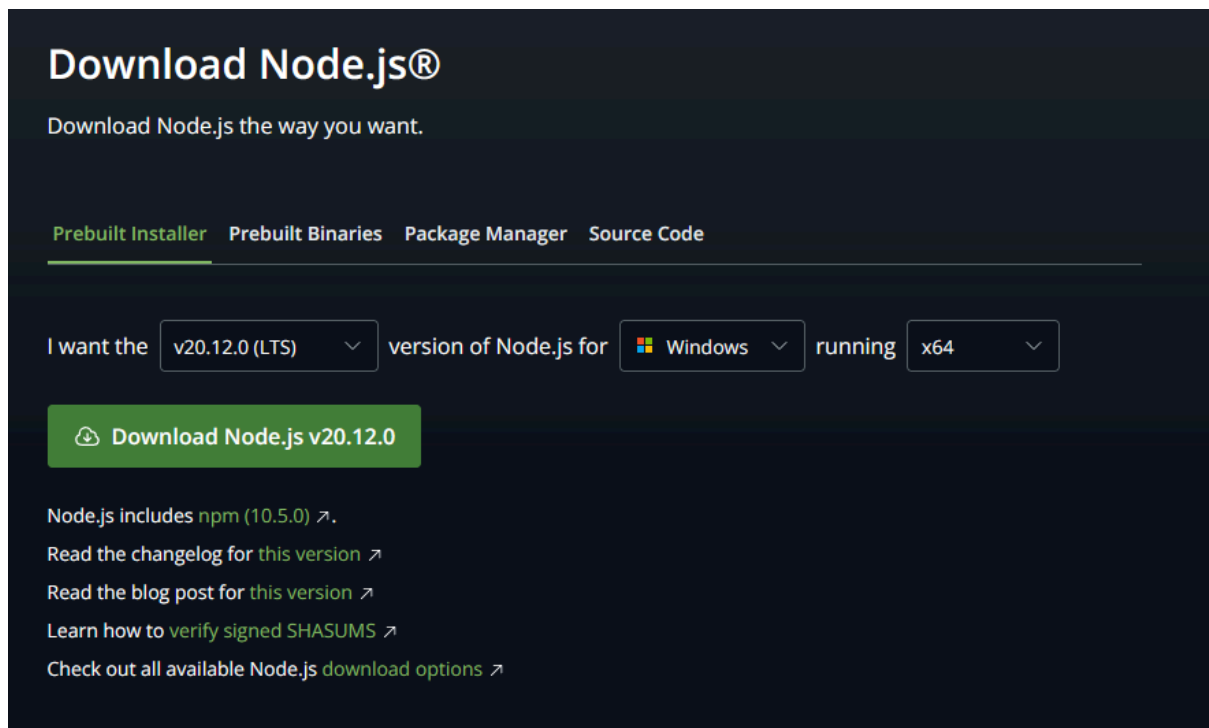 Download Node.js®
Download Node.js the way you want.
Prebuilt Installer Prebuilt Binaries Package Manager Source Code
I want the v20.12.0 (LTS) version of Node.js for Windows running x64
Download Node.js v20.12.0
Node.js includes npm (10.5.0) ↗.
Read the changelog for this version ↗
Read the blog post for this version ↗
Learn how to verify signed SHASUMS ↗
Check out all available Node.js download options ↗